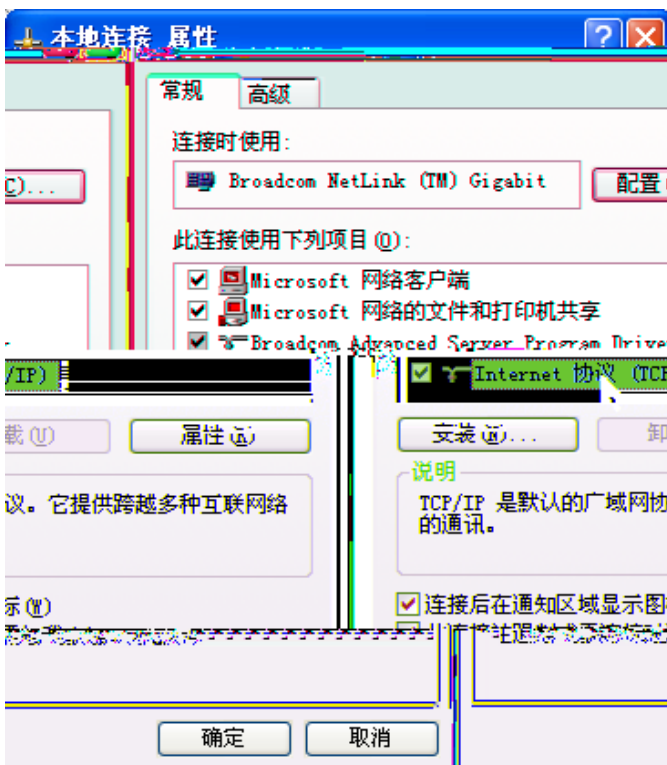 本地连接 属性
常规 高级
连接时使用:
C)... Broadcom NetLink (TM) Gigabit 配置
此连接使用下列项目(O):
Microsoft 网络客户端
Microsoft 网络的文件和打印机共享
Broadcom Advanced Server Program Driver
/IP) Internet 协议 (TCP
载(U) 属性(R) 安装(N)... 卸
说明
议。它提供跨越多种互联网络 TCP/IP 是默认的广域网协
的通讯。
标(W) 连接后在通知区域显示图
确定 取消